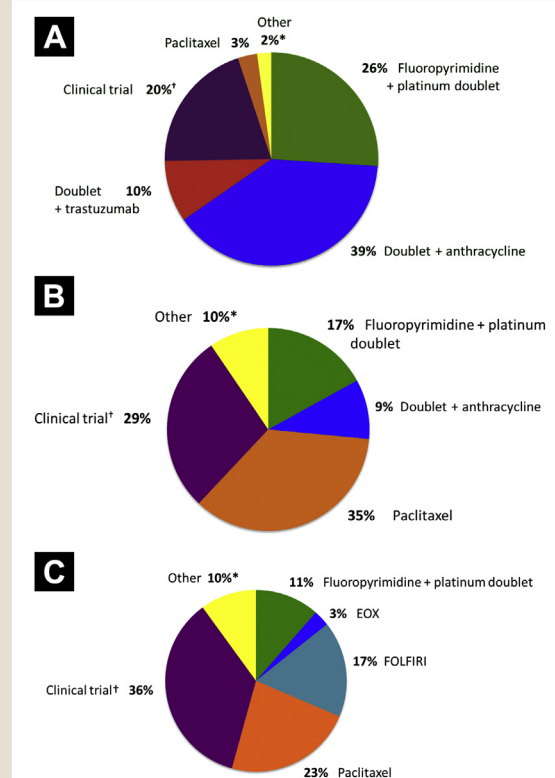 A
Other
Paclitaxel 3% 2%*
26% Fluoropyrimidine
+ platinum doublet
Clinical trial 20%†
Doublet 10%
+ trastuzumab
39% Doublet + anthracycline
B
Other 10%*
17% Fluoropyrimidine + platinum
doublet
9% Doublet + anthracycline
Clinical trial† 29%
35% Paclitaxel
C
Other 10%*
11% Fluoropyrimidine + platinum doublet
3% EOX
17% FOLFIRI
Clinical trial† 36%
23% Paclitaxel